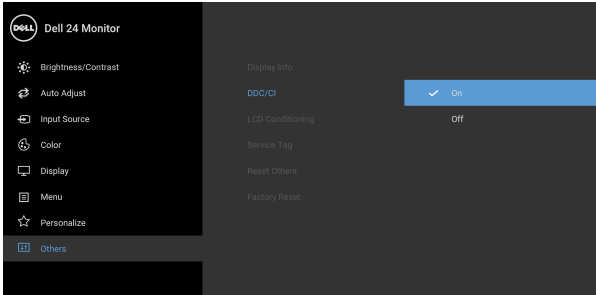 DELL
Dell 24 Monitor
Brightness/Contrast
Display Info
Auto Adjust
DDC/CI
On
Input Source
LCD Conditioning
Off
Color
Service Tag
Display
Reset Others
Menu
Factory Reset
Personalize
Others